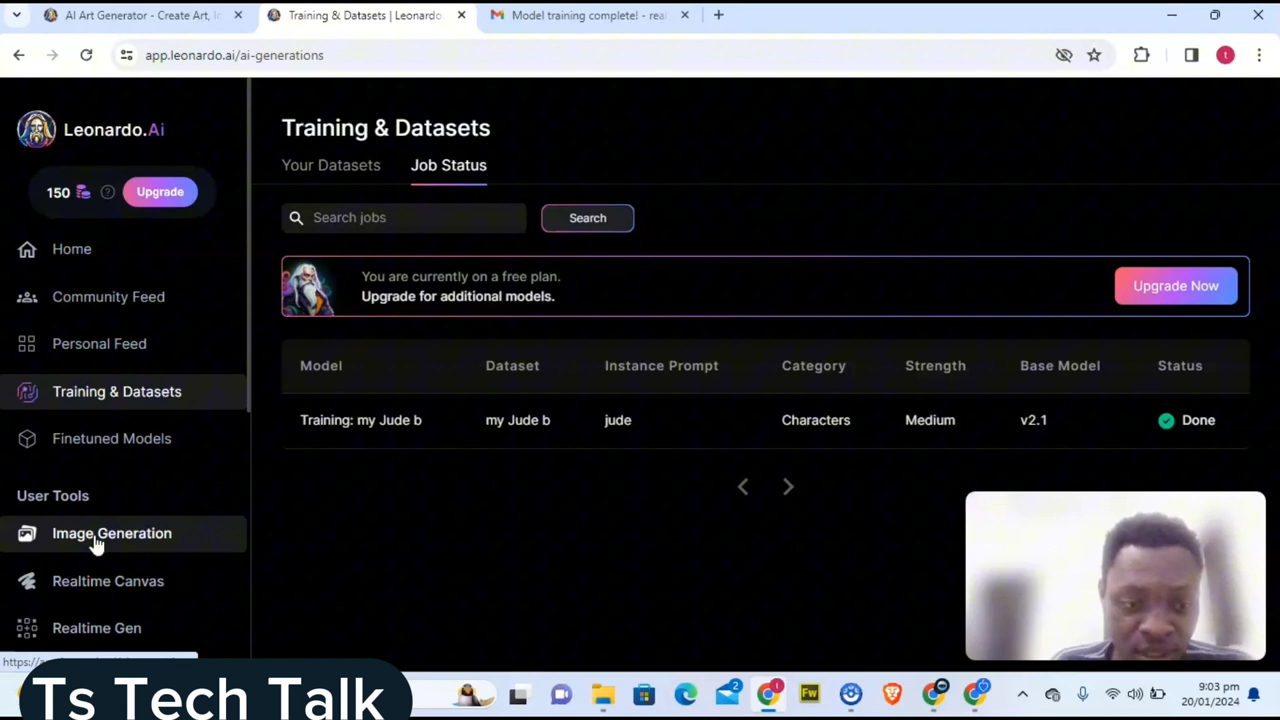 AI Art Generator - Create Art, I
Training & Datasets | Leonardo.
Model training complete! - rea
app.leonardo.ai/ai-generations
t
Leonardo.Ai
150
Upgrade
Home
Community Feed
Personal Feed
Training & Datasets
Finetuned Models
User Tools
Image Generation
Realtime Canvas
Realtime Gen
Training & Datasets
Your Datasets
Job Status
Search jobs
Search
You are currently on a free plan.
Upgrade for additional models.
Upgrade Now
Model Dataset Instance Prompt Category Strength Base Model Status
Training: my Jude b my Jude b jude Characters Medium v2.1 Done
Ts Tech Talk
2
1
Fw
9:03 pm
20/01/2024